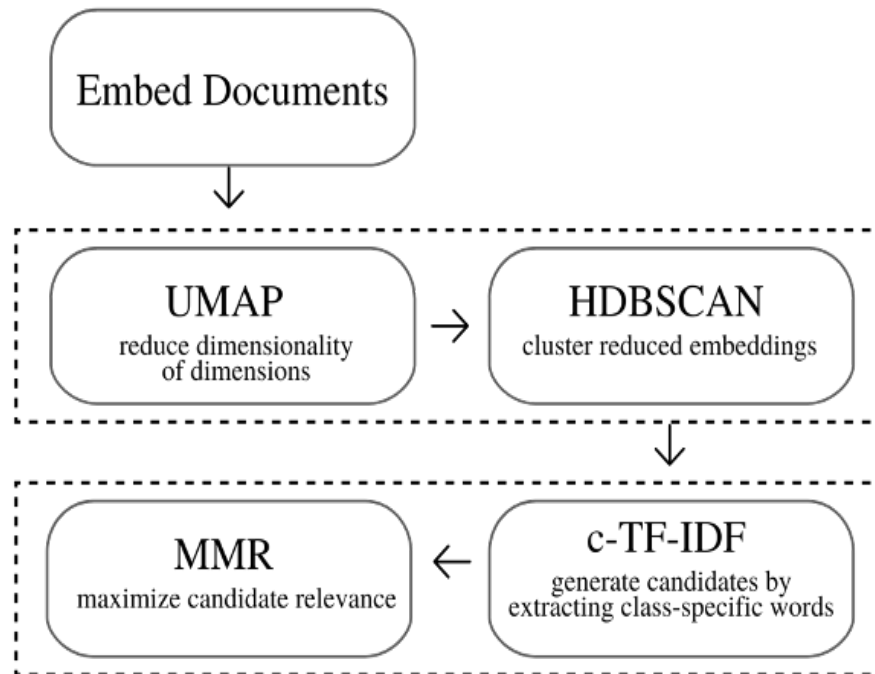 Embed Documents
UMAP
reduce dimensionality
of dimensions
HDBSCAN
cluster reduced embeddings
MMR
maximize candidate relevance
c-TF-IDF
generate candidates by
extracting class-specific words